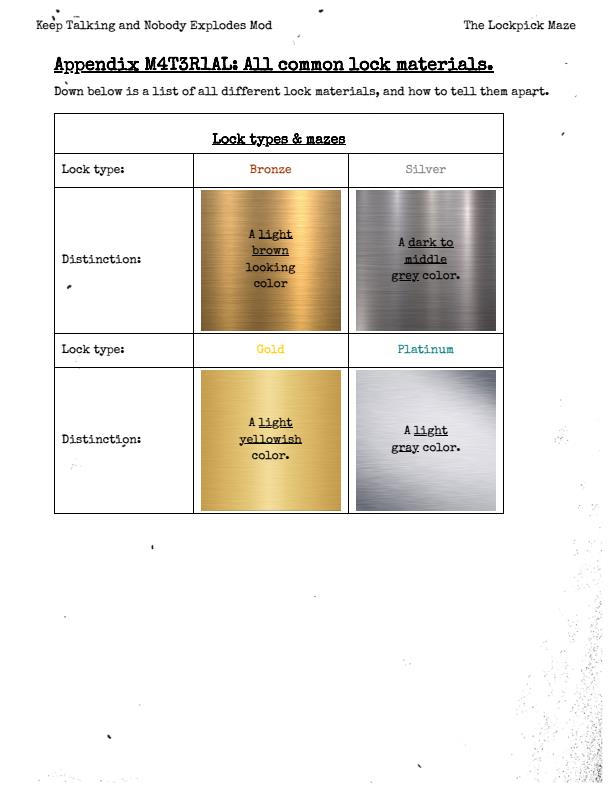 Keep Talking and Nobody Explodes Mod
The Lockpick Maze
Appendix M4T3R1AL: All common lock materials.
Down below is a list of all different lock materials, and how to tell them apart.
Lock types & mazes
Lock type:
Bronze
Silver
Distinction:
A light
brown
looking
color
A dark to
middle
grey color.
Lock type:
Gold
Platinum
Distinction:
A light
yellowish
color.
A light
gray color.